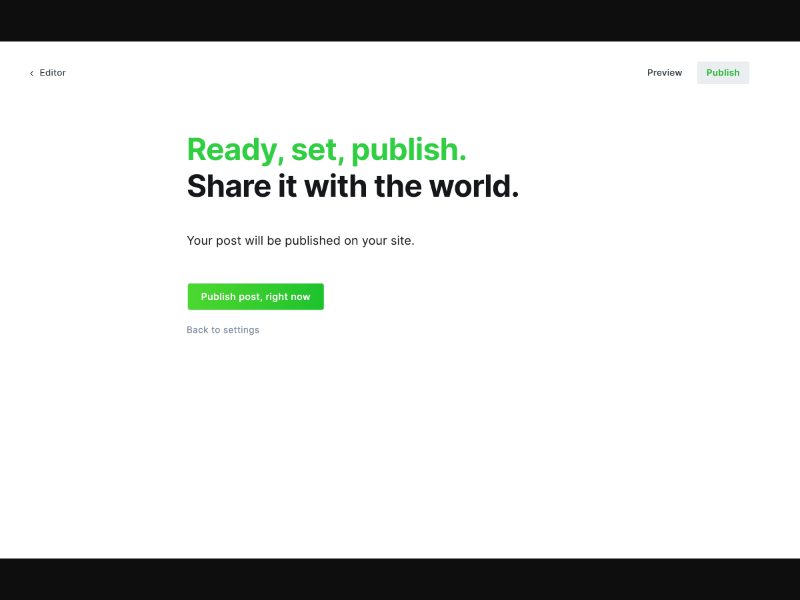 ‹ Editor
Preview
Publish
Ready, set, publish.
Share it with the world.
Your post will be published on your site.
Publish post, right now
Back to settings